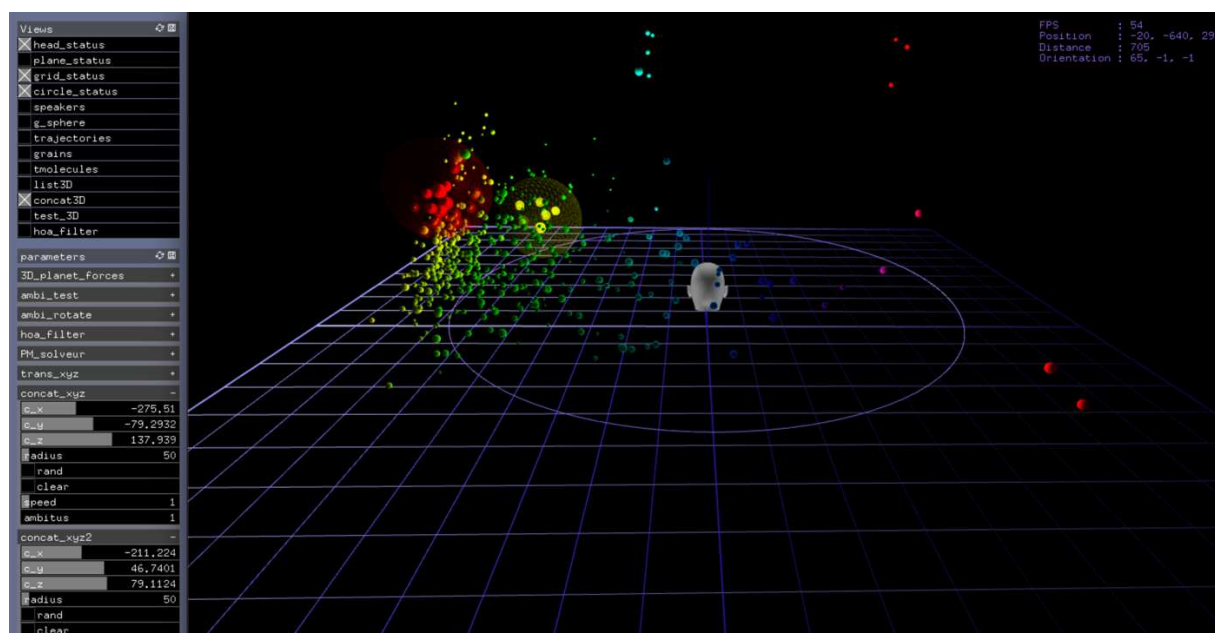 Views
head_status
plane_status
grid_status
circle_status
speakers
g_sphere
trajectories
grains
tmolecules
list3D
concat3D
test_3D
hoa_filter
parameters
3D_planet_forces +
ambi_test +
ambi_rotate +
hoa_filter +
PM_solveur +
trans_xyz +
concat_xyz -
c_x -275.51
c_y -79.2932
c_z 137.939
radius 50
rand
clear
speed 1
ambitus 1
concat_xyz2 -
c_x -211.224
c_y 46.7401
c_z 79.1124
radius 50
rand
clear
FPS : 54
Position : -20, -640, 29
Distance : 705
Orientation : 65, -1, -1